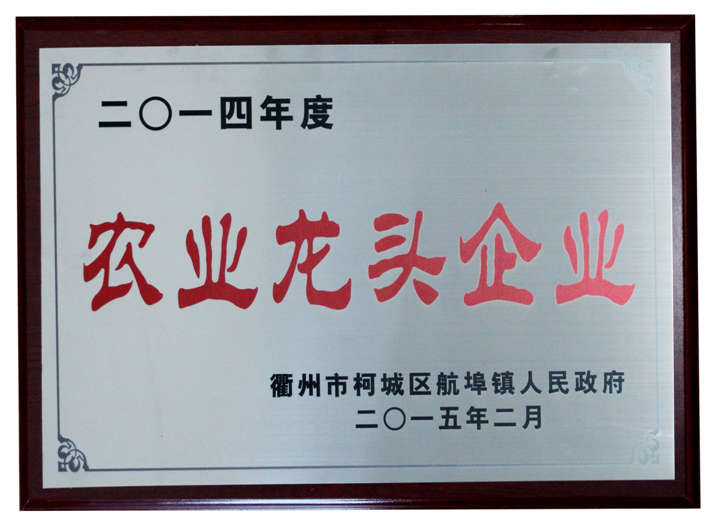 二〇一四年度
农业龙头企业
衢州市柯城区航埠镇人民政府
二〇一五年二月